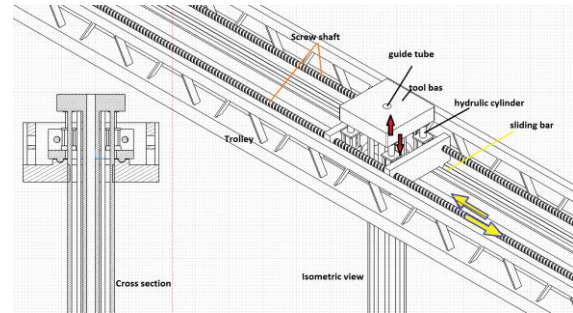 Screw shaft
guide tube
tool bas
hydrulic cylinder
sliding bar
Trolley
Cross section
Isometric view